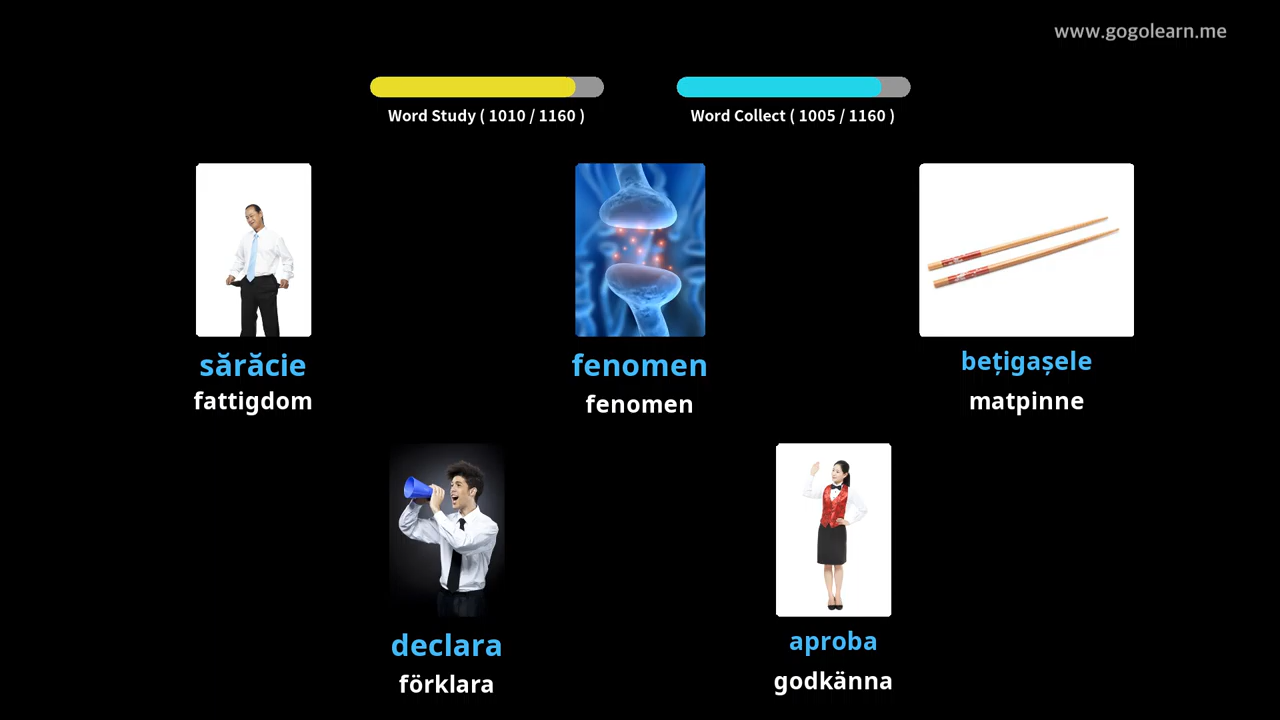 www.gogolearn.me
Word Study ( 1010 / 1160 )
Word Collect ( 1005 / 1160 )
sărăcie
fattigdom
fenomen
fenomen
bețigașele
matpinne
declara
förklara
aproba
godkänna